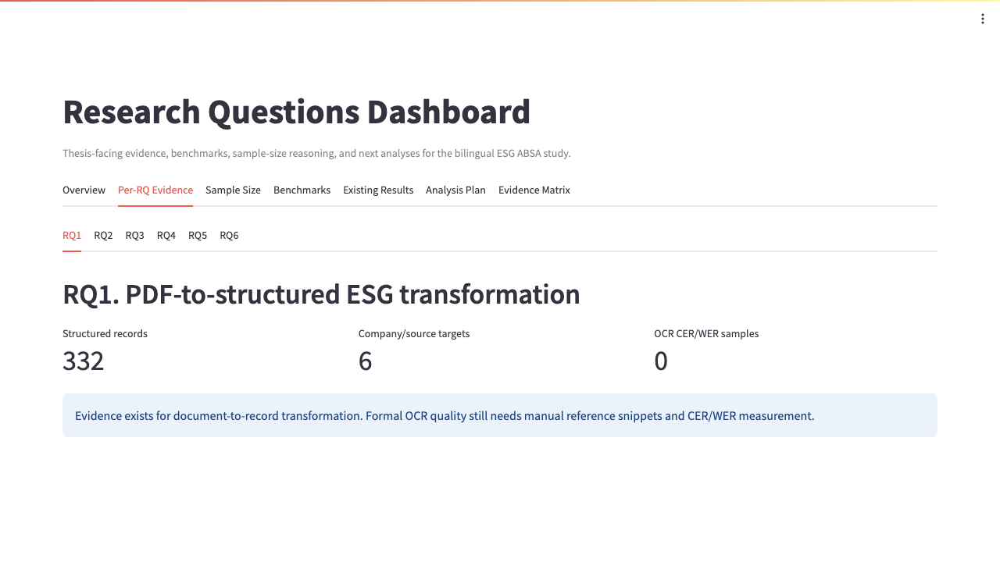 Research Questions Dashboard
Thesis-facing evidence, benchmarks, sample-size reasoning, and next analyses for the bilingual ESG ABSA study.
Overview Per-RQ Evidence Sample Size Benchmarks Existing Results Analysis Plan Evidence Matrix
RQ1 RQ2 RQ3 RQ4 RQ5 RQ6
RQ1. PDF-to-structured ESG transformation
Structured records Company/source targets OCR CER/WER samples
332 6 0
Evidence exists for document-to-record transformation. Formal OCR quality still needs manual reference snippets and CER/WER measurement.